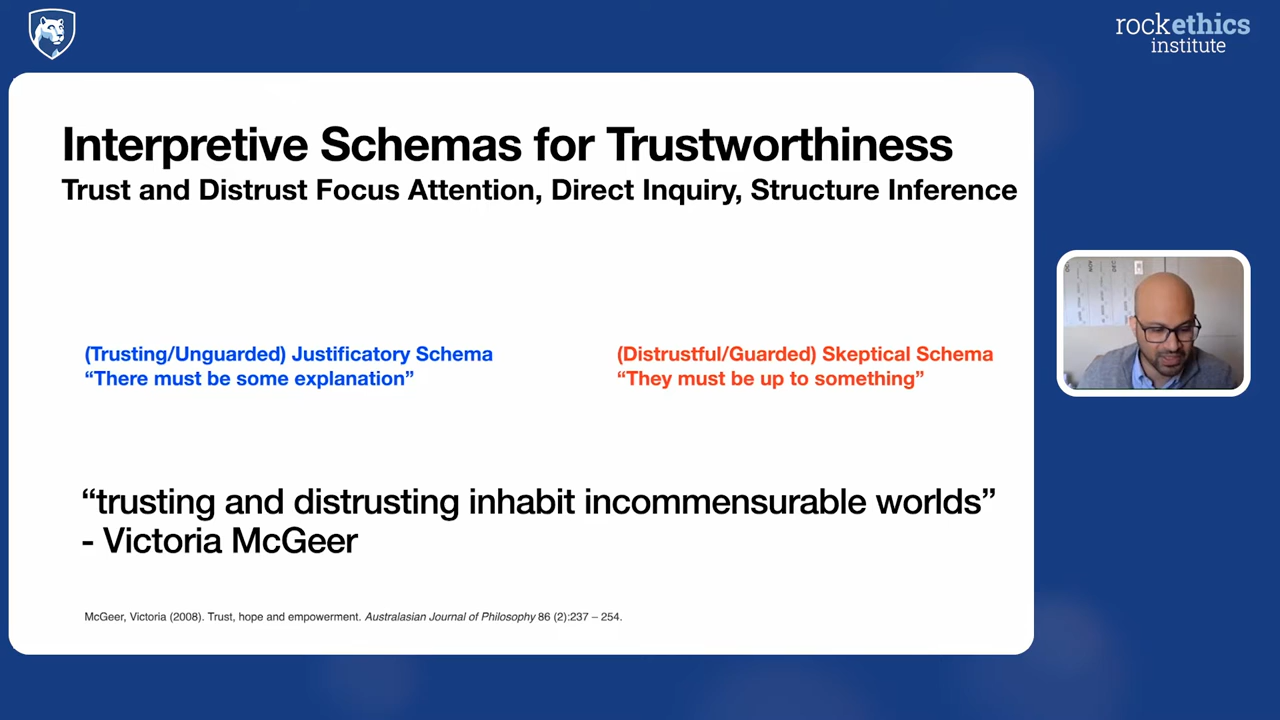 rockethics
institute
Interpretive Schemas for Trustworthiness
Trust and Distrust Focus Attention, Direct Inquiry, Structure Inference
(Trusting/Unguarded) Justificatory Schema
“There must be some explanation”
(Distrustful/Guarded) Skeptical Schema
“They must be up to something”
“trusting and distrusting inhabit incommensurable worlds”
- Victoria McGeer
McGeer, Victoria (2008). Trust, hope and empowerment. Australasian Journal of Philosophy 86 (2):237 – 254.